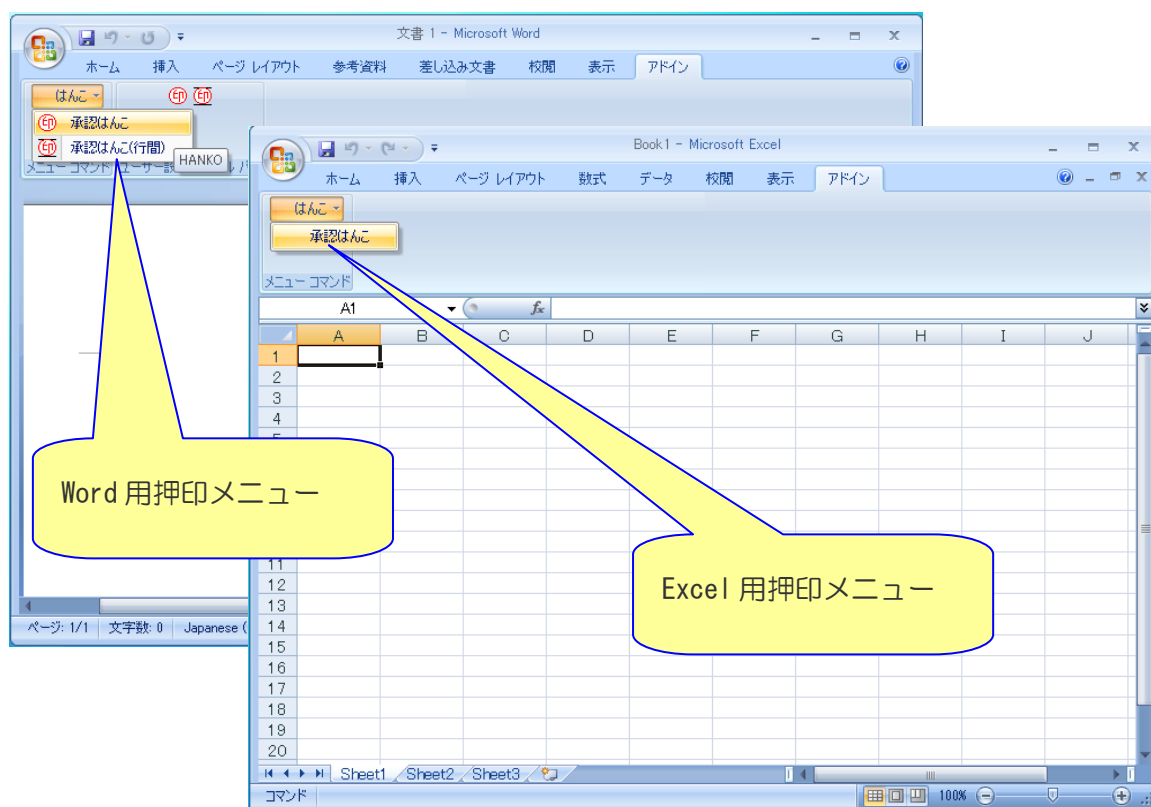 文書 1 - Microsoft Word
ホーム 挿入 ページ レイアウト 参考資料 差し込み文書 校閲 表示 アドイン
はんこ 印 印
印 承認はんこ
印 承認はんこ(行間)
HANKO
メニュー コマンド
Word 用押印メニュー
ページ: 1/1 文字数: 0 Japanese (
Book1 - Microsoft Excel
ホーム 挿入 ページ レイアウト 数式 データ 校閲 表示 アドイン
はんこ
承認はんこ
メニュー コマンド
A1 fx
A B C D E F G H I J
1
2
3
4
11
12
13
14
15
16
17
18
19
20
Excel 用押印メニュー
Sheet1 Sheet2 Sheet3
コマンド 100%